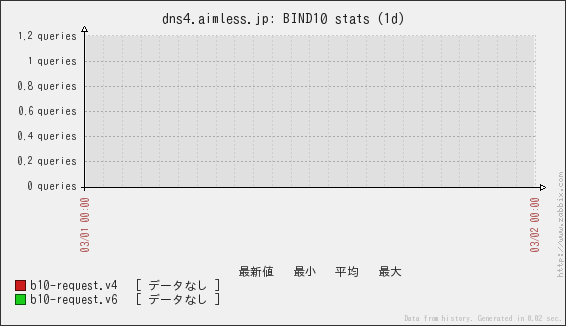 dns4.aimless.jp: BIND10 stats (1d)
1.2 queries
1.0 queries
0.8 queries
0.6 queries
0.4 queries
0.2 queries
0 queries
03/01 00:00
03/02 00:00
最新値 最小 平均 最大
b10-request.v4 [ データなし ]
b10-request.v6 [ データなし ]
http://www.zabbix.com
Data from history. Generated in 0.02 sec.